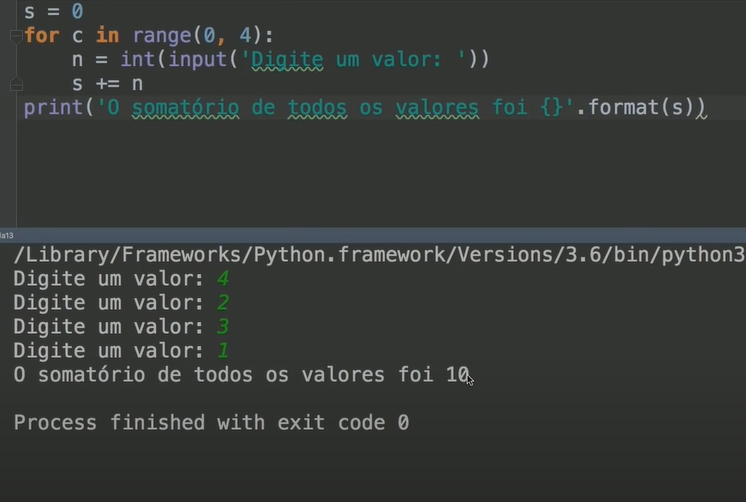 s = 0
for c in range(0, 4):
    n = int(input('Digite um valor: '))
    s += n
print('O somatório de todos os valores foi {}'.format(s))
la13
/Library/Frameworks/Python.framework/Versions/3.6/bin/python3
Digite um valor: 4
Digite um valor: 2
Digite um valor: 3
Digite um valor: 1
O somatório de todos os valores foi 10
Process finished with exit code 0